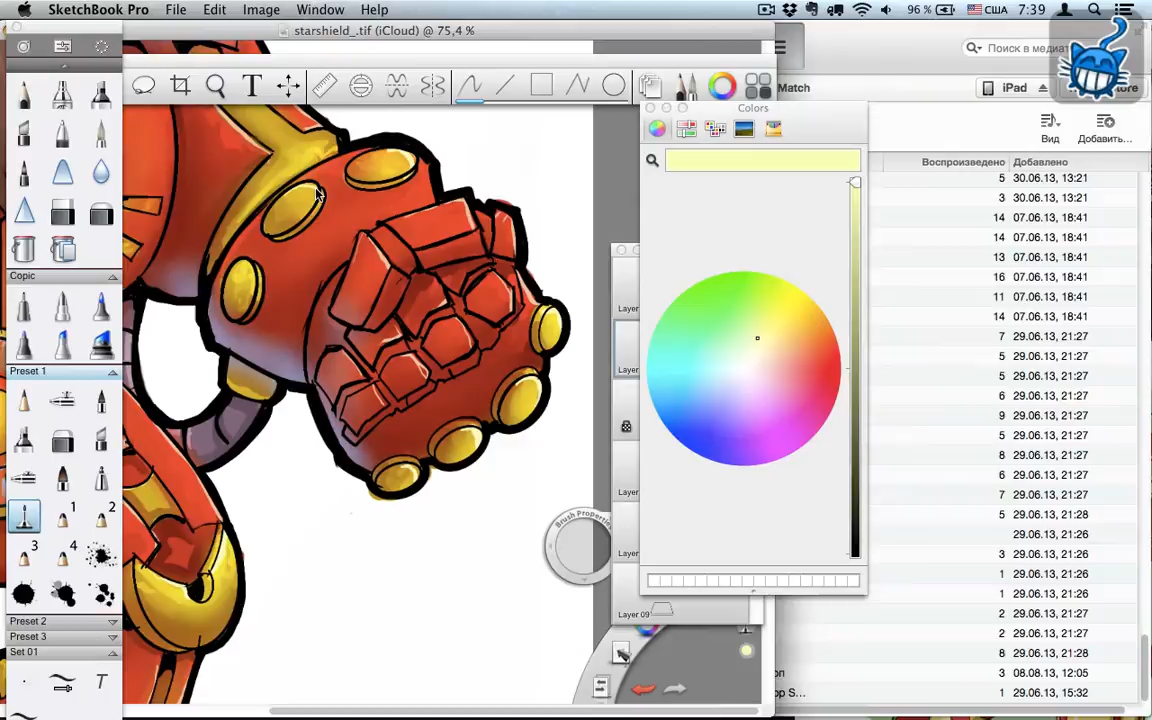 SketchBook Pro File Edit Image Window Help 96 % США 7:39
starshield_.tif (iCloud) @ 75,4 %
Поиск в медиат
T
Match
iPad
re
Colors
Вид
Добавить...
Воспроизведено Добавлено
5 30.06.13, 13:21
3 30.06.13, 13:21
14 07.06.13, 18:41
14 07.06.13, 18:41
13 07.06.13, 18:41
16 07.06.13, 18:41
11 07.06.13, 18:41
14 07.06.13, 18:41
7 29.06.13, 21:27
5 29.06.13, 21:27
5 29.06.13, 21:27
6 29.06.13, 21:27
9 29.06.13, 21:27
5 29.06.13, 21:27
8 29.06.13, 21:27
6 29.06.13, 21:27
7 29.06.13, 21:27
5 29.06.13, 21:28
29.06.13, 21:26
3 29.06.13, 21:26
1 29.06.13, 21:26
1 29.06.13, 21:26
2 29.06.13, 21:27
2 29.06.13, 21:27
8 29.06.13, 21:28
on 3 08.08.13, 12:05
op S... 1 29.06.13, 15:32
Copic
Preset 1
1
2
3
4
Preset 2
Preset 3
Set 01
T
Layer
Layer
Layer
Layer
Layer 09
Brush Properties